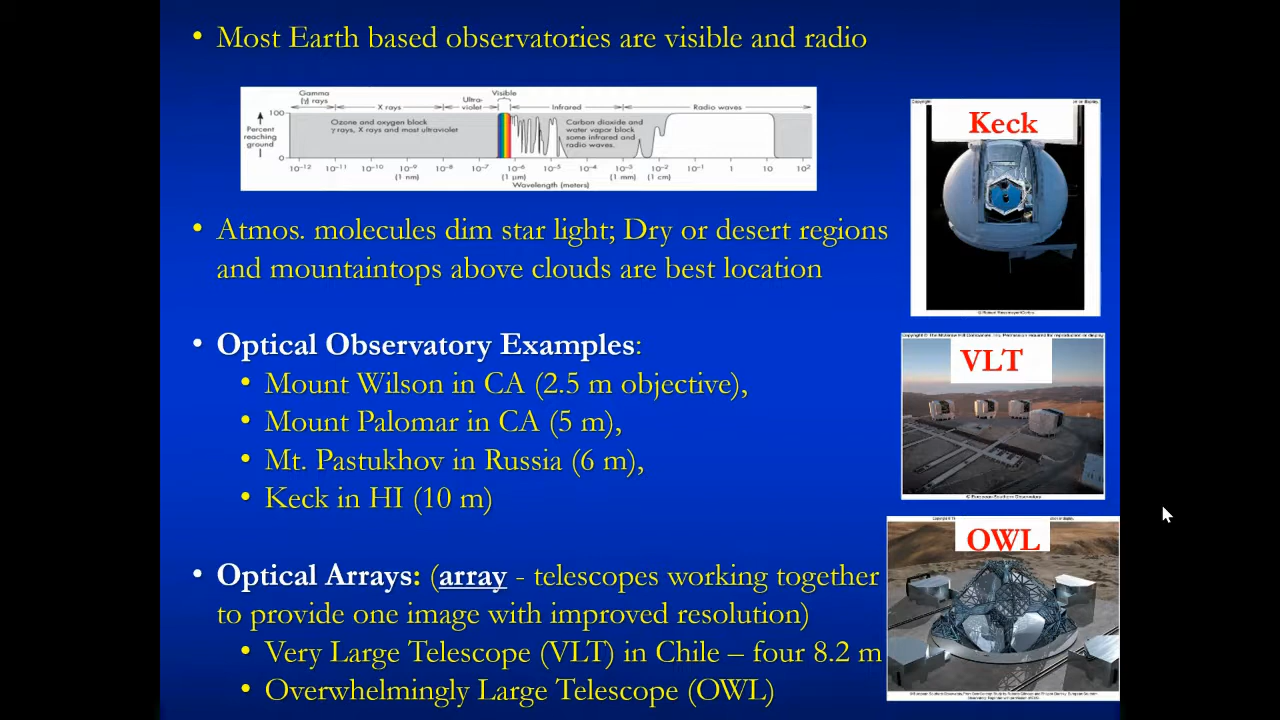 • Most Earth based observatories are visible and radio
Gamma
(γ) rays
X rays
Ultra-
violet
Visible
Infrared
Radio waves
100
Percent
reaching
ground
0
Ozone and oxygen block
γ rays, X rays and most ultraviolet
Carbon dioxide and
water vapor block
some infrared and
radio waves.
10⁻¹² 10⁻¹¹ 10⁻¹⁰ 10⁻⁹ 10⁻⁸ 10⁻⁷ 10⁻⁶ 10⁻⁵ 10⁻⁴ 10⁻³ 10⁻² 10⁻¹ 1 10 10²
(1 nm) (1 μm) (1 mm) (1 cm)
Wavelength (meters)
Keck
• Atmos. molecules dim star light; Dry or desert regions
and mountaintops above clouds are best location
• Optical Observatory Examples:
• Mount Wilson in CA (2.5 m objective),
• Mount Palomar in CA (5 m),
• Mt. Pastukhov in Russia (6 m),
• Keck in HI (10 m)
VLT
© European Southern Observatory
• Optical Arrays: (array - telescopes working together
to provide one image with improved resolution)
• Very Large Telescope (VLT) in Chile – four 8.2 m
• Overwhelmingly Large Telescope (OWL)
OWL